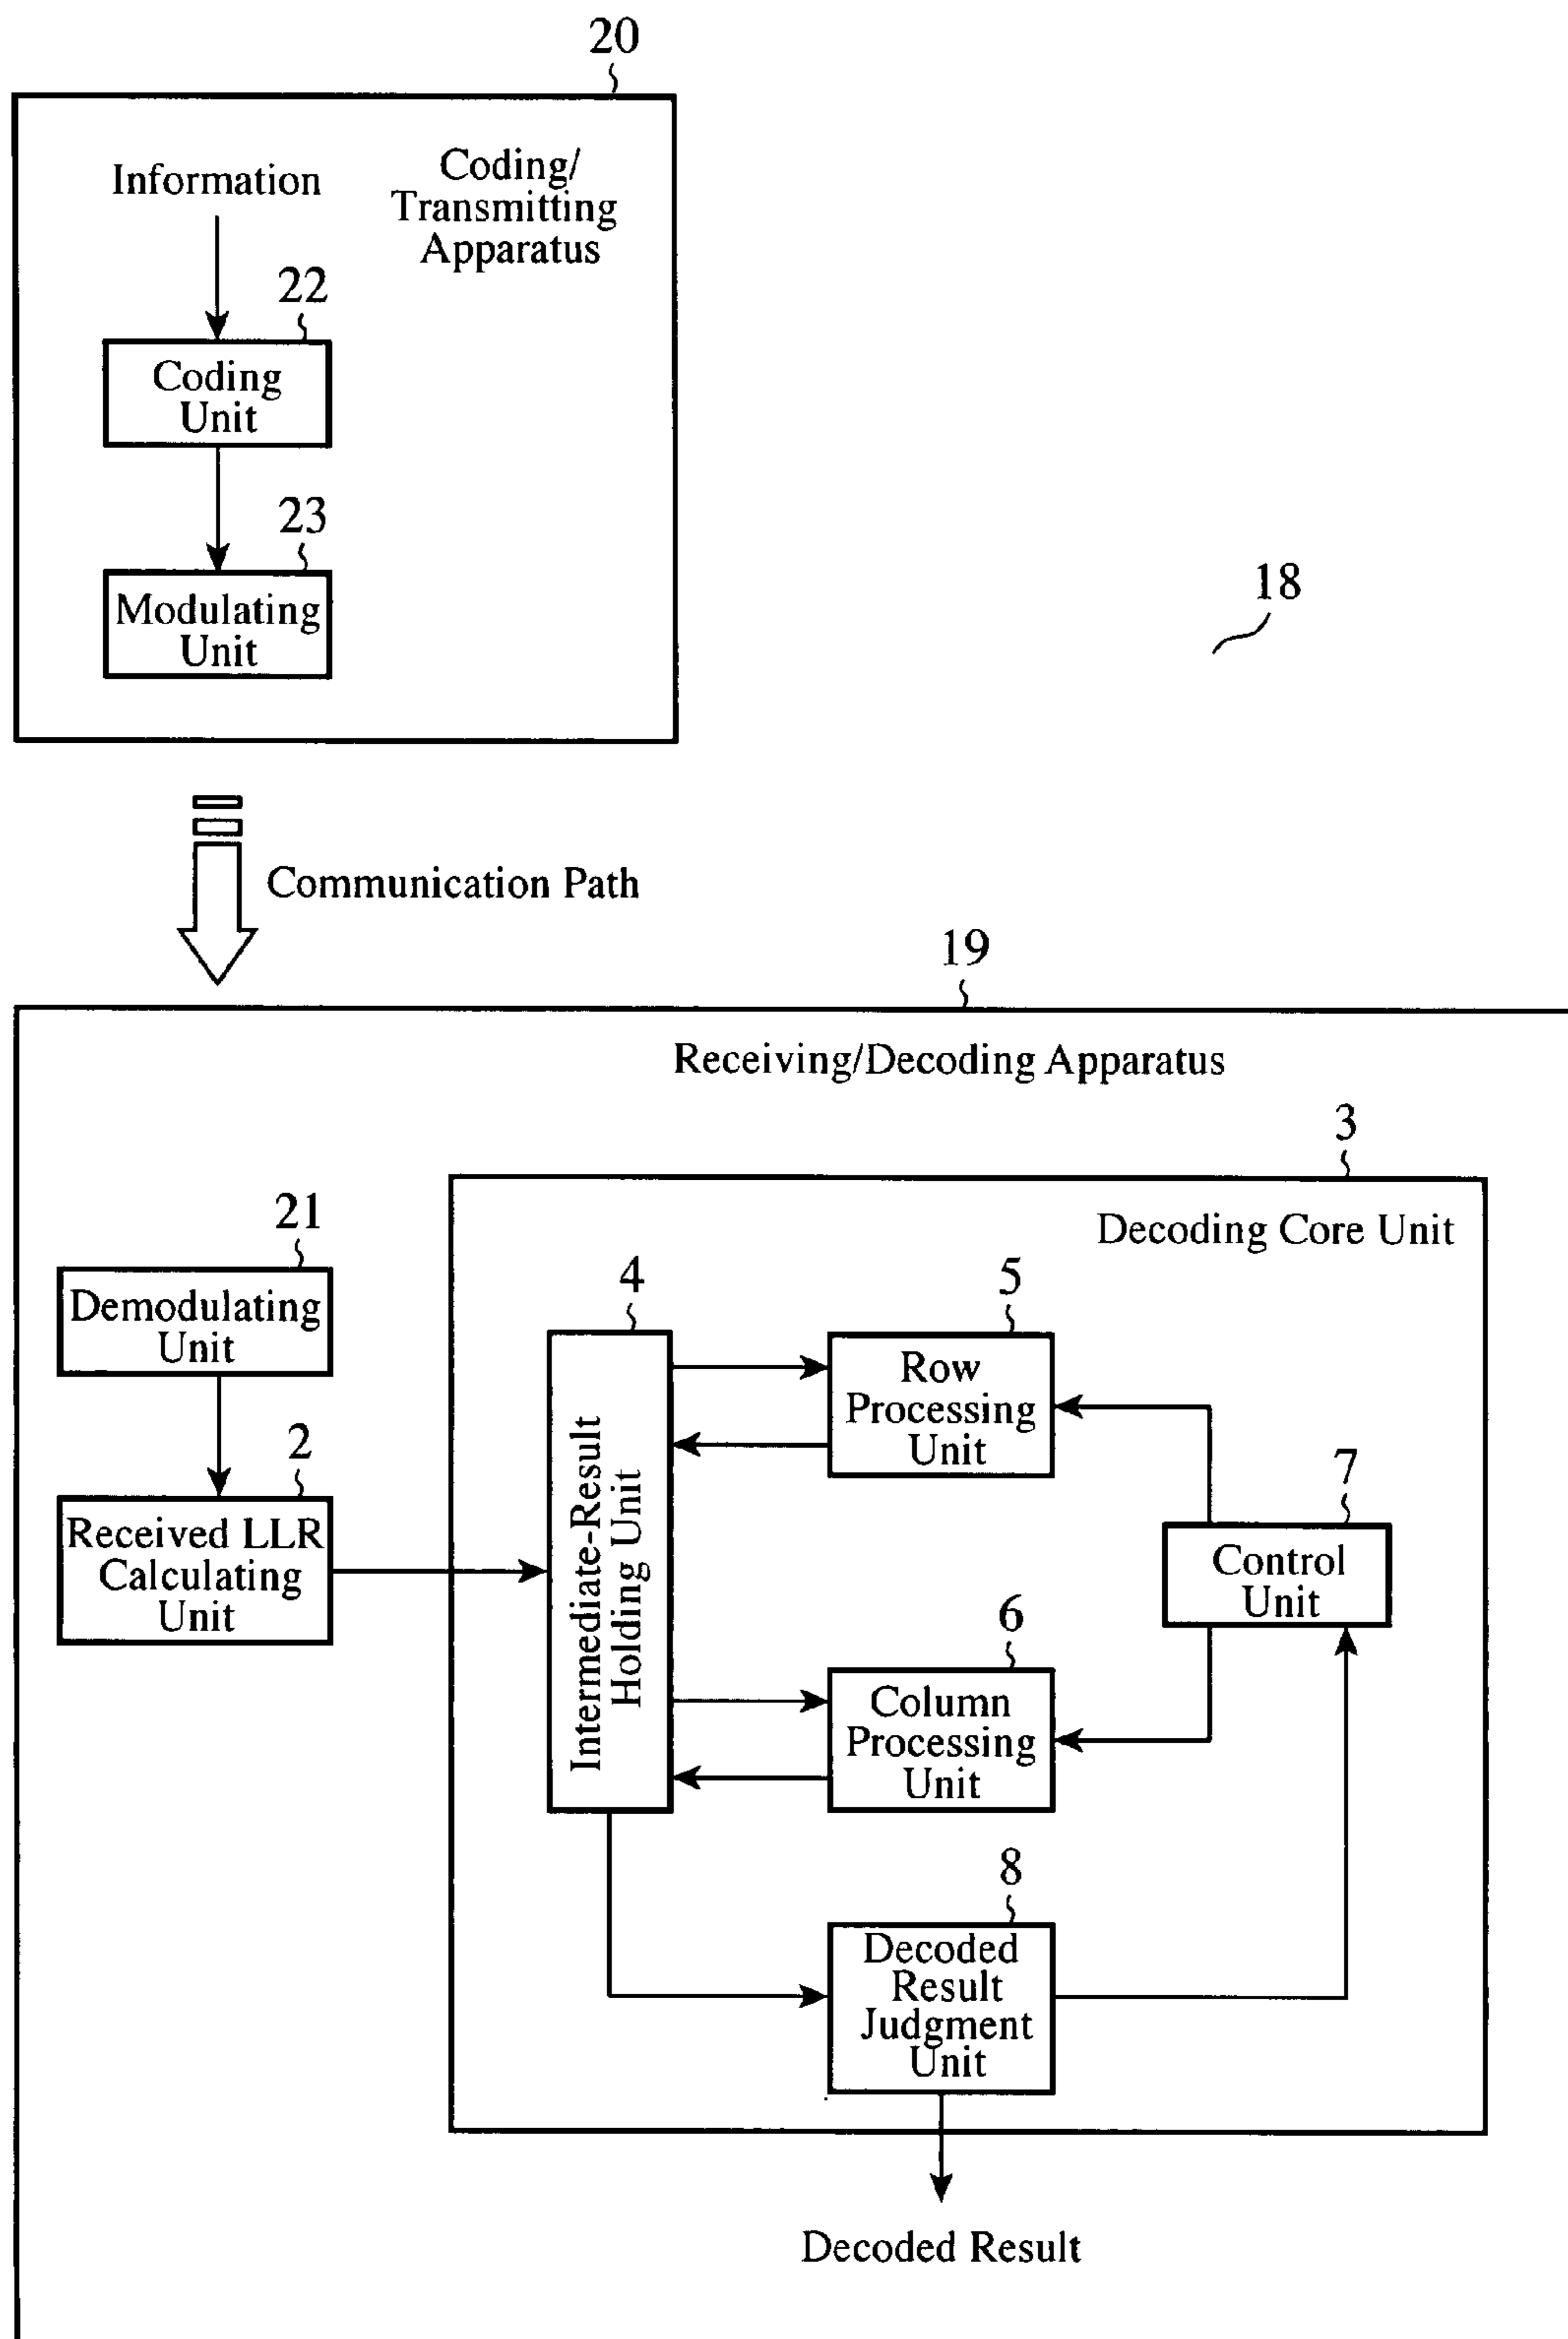 20
Information
Coding/
Transmitting
Apparatus
22
Coding
Unit
23
Modulating
Unit
18
Communication Path
19
Receiving/Decoding Apparatus
3
Decoding Core Unit
21
Demodulating
Unit
2
Received LLR
Calculating
Unit
4
Intermediate-Result
Holding Unit
5
Row
Processing
Unit
7
Control
Unit
6
Column
Processing
Unit
8
Decoded
Result
Judgment
Unit
Decoded Result